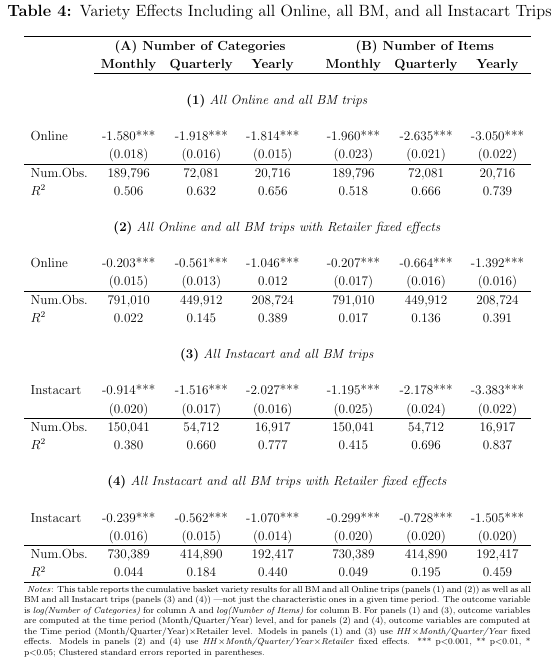 Table 4: Variety Effects Including all Online, all BM, and all Instacart Trips
(A) Number of Categories (B) Number of Items
Monthly Quarterly Yearly Monthly Quarterly Yearly
(1) All Online and all BM trips
Online -1.580*** -1.918*** -1.814*** -1.960*** -2.635*** -3.050***
(0.018) (0.016) (0.015) (0.023) (0.021) (0.022)
Num.Obs. 189,796 72,081 20,716 189,796 72,081 20,716
R² 0.506 0.632 0.656 0.518 0.666 0.739
(2) All Online and all BM trips with Retailer fixed effects
Online -0.203*** -0.561*** -1.046*** -0.207*** -0.664*** -1.392***
(0.015) (0.013) 0.012 (0.017) (0.016) (0.016)
Num.Obs. 791,010 449,912 208,724 791,010 449,912 208,724
R² 0.022 0.145 0.389 0.017 0.136 0.391
(3) All Instacart and all BM trips
Instacart -0.914*** -1.516*** -2.027*** -1.195*** -2.178*** -3.383***
(0.020) (0.017) (0.016) (0.025) (0.024) (0.022)
Num.Obs. 150,041 54,712 16,917 150,041 54,712 16,917
R² 0.380 0.660 0.777 0.415 0.696 0.837
(4) All Instacart and all BM trips with Retailer fixed effects
Instacart -0.239*** -0.562*** -1.070*** -0.299*** -0.728*** -1.505***
(0.016) (0.015) (0.014) (0.020) (0.020) (0.020)
Num.Obs. 730,389 414,890 192,417 730,389 414,890 192,417
R² 0.044 0.184 0.440 0.049 0.195 0.459
Notes: This table reports the cumulative basket variety results for all BM and all Online trips (panels (1) and (2)) as well as all
BM and all Instacart trips (panels (3) and (4)) —not just the characteristic ones in a given time period. The outcome variable
is log(Number of Categories) for column A and log(Number of Items) for column B. For panels (1) and (3), outcome variables
are computed at the time period (Month/Quarter/Year) level, and for panels (2) and (4), outcome variables are computed at
the Time period (Month/Quarter/Year)×Retailer level. Models in panels (1) and (3) use HH×Month/Quarter/Year fixed
effects. Models in panels (2) and (4) use HH×Month/Quarter/Year×Retailer fixed effects. *** p<0.001, ** p<0.01, *
p<0.05; Clustered standard errors reported in parentheses.